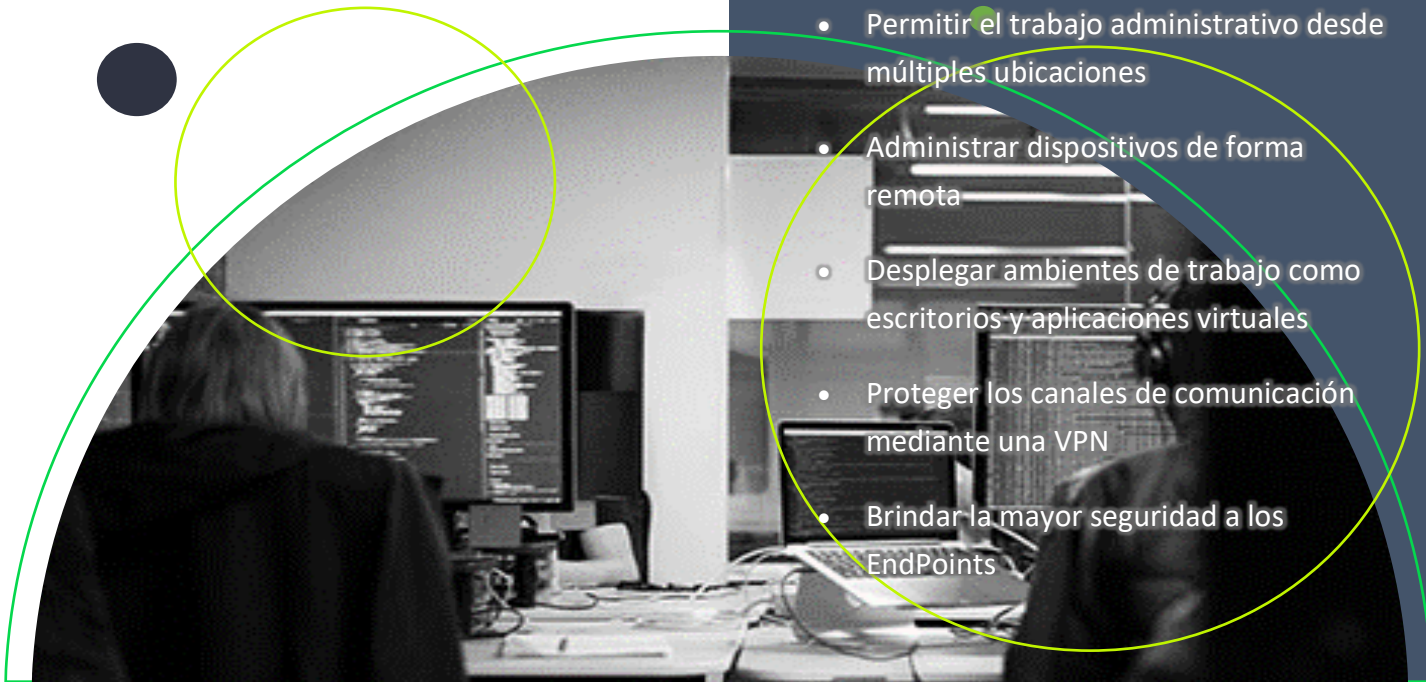 • Permitir el trabajo administrativo desde
múltiples ubicaciones
• Administrar dispositivos de forma
remota
• Desplegar ambientes de trabajo como
escritorios y aplicaciones virtuales
• Proteger los canales de comunicación
mediante una VPN
• Brindar la mayor seguridad a los
EndPoints